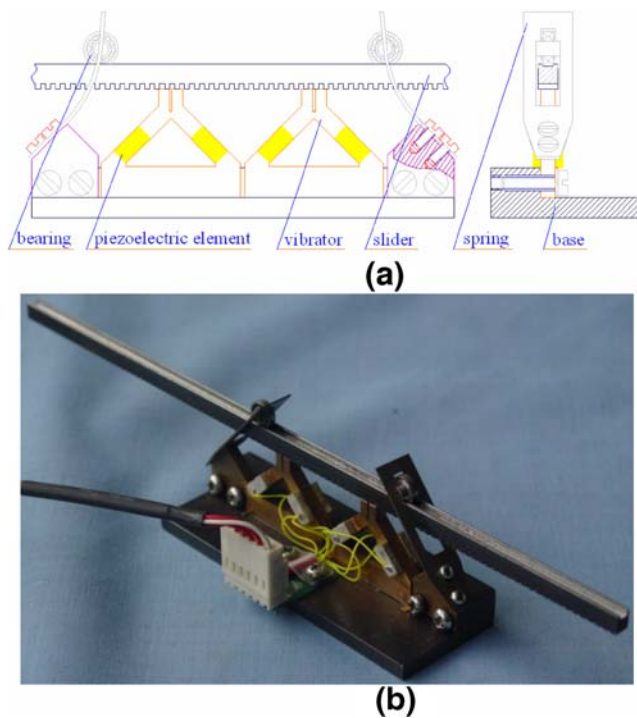 bearing piezoelectric element vibrator slider spring base
(a)
(b)